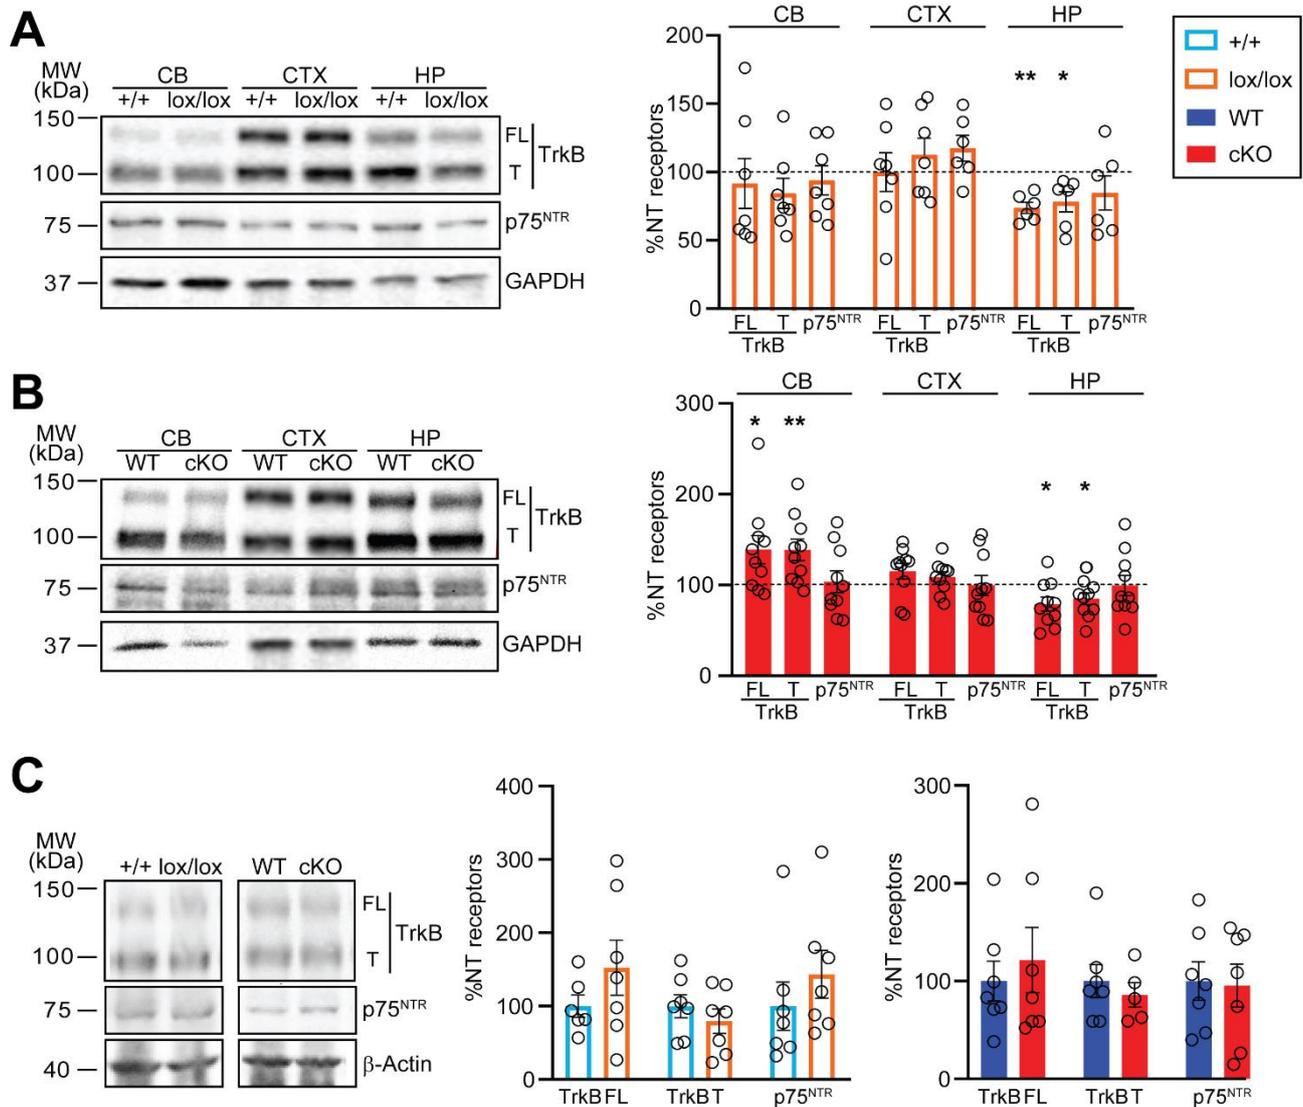 A
MW
(kDa)
CB CTX HP
+/+ lox/lox +/+ lox/lox +/+ lox/lox
150
100
75
37
FL
T
TrkB
p75NTR
GAPDH
CB CTX HP
200
150
100
50
0
%NT receptors
** *
FL T p75NTR FL T p75NTR FL T p75NTR
TrkB TrkB TrkB
+/+
lox/lox
WT
cKO
B
MW
(kDa)
CB CTX HP
WT cKO WT cKO WT cKO
150
100
75
37
FL
T
TrkB
p75NTR
GAPDH
CB CTX HP
300
200
100
0
%NT receptors
* **
* *
FL T p75NTR FL T p75NTR FL T p75NTR
TrkB TrkB TrkB
C
MW
(kDa)
+/+ lox/lox WT cKO
150
100
75
40
FL
T
TrkB
p75NTR
β-Actin
400
300
200
100
0
%NT receptors
TrkB FL TrkB T p75NTR
300
200
100
0
%NT receptors
TrkB FL TrkB T p75NTR